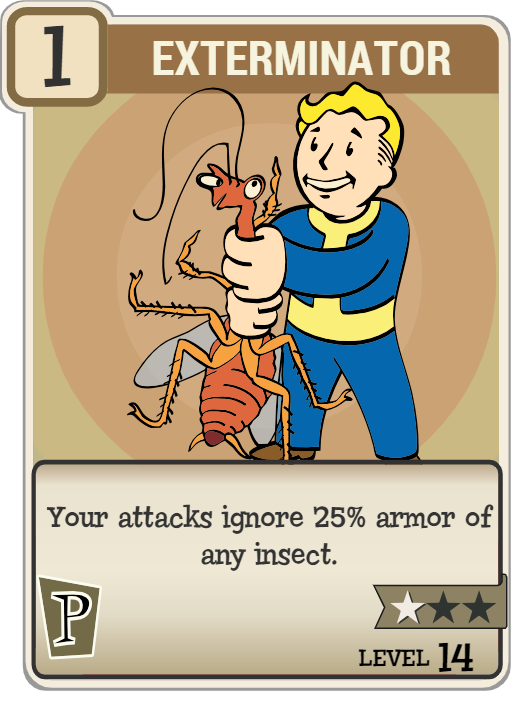 1
EXTERMINATOR
Your attacks ignore 25% armor of
any insect.
P
LEVEL 14